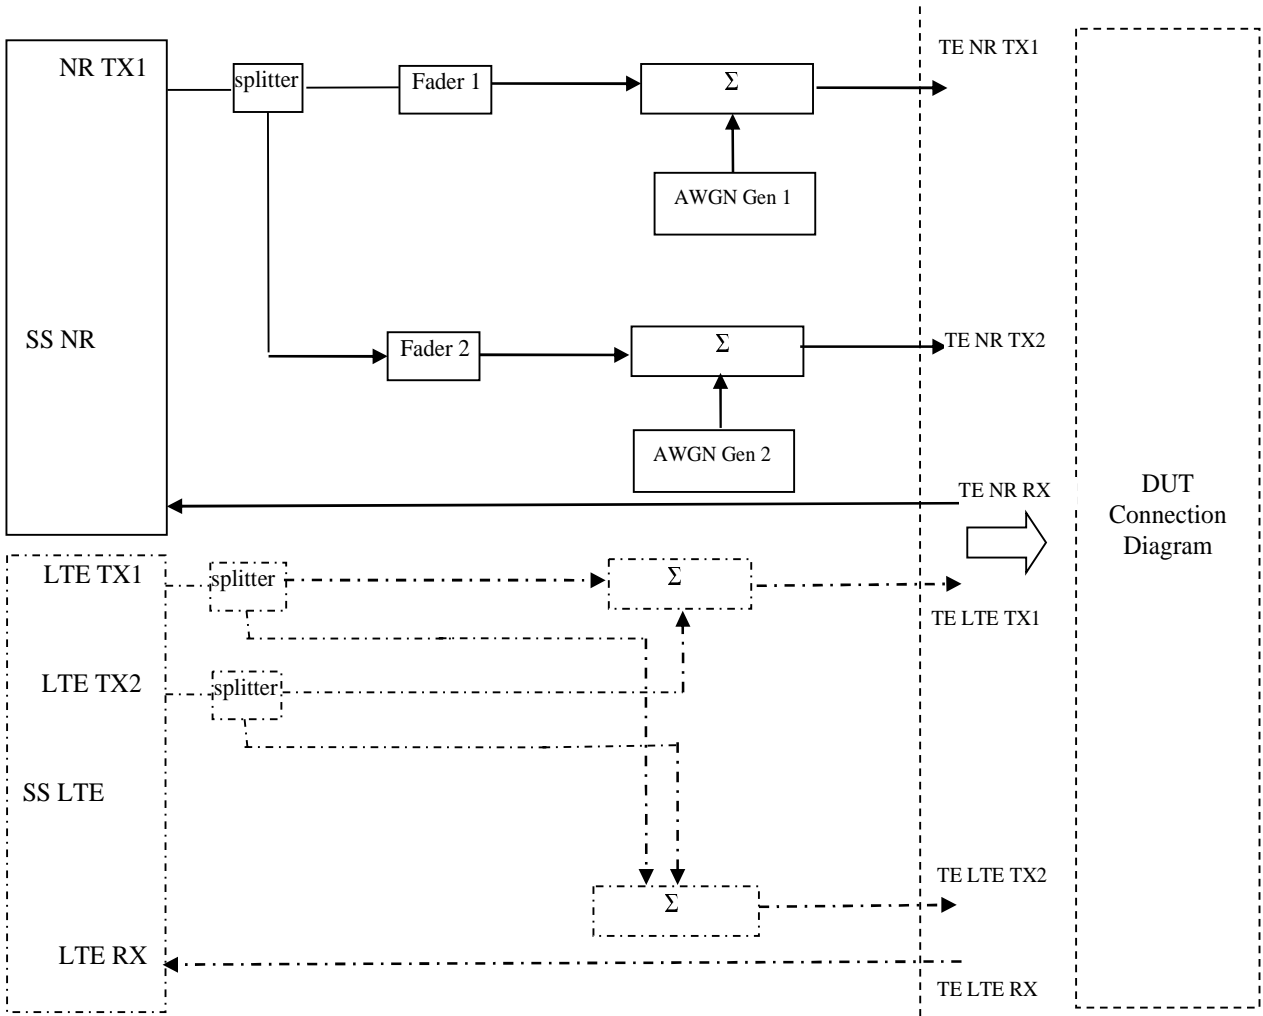 TE NR TX1
NR TX1
splitter
Fader 1
Σ
AWGN Gen 1
SS NR
Fader 2
Σ
TE NR TX2
AWGN Gen 2
TE NR RX
DUT
Connection
Diagram
LTE TX1
splitter
Σ
TE LTE TX1
LTE TX2
splitter
SS LTE
TE LTE TX2
Σ
LTE RX
TE LTE RX